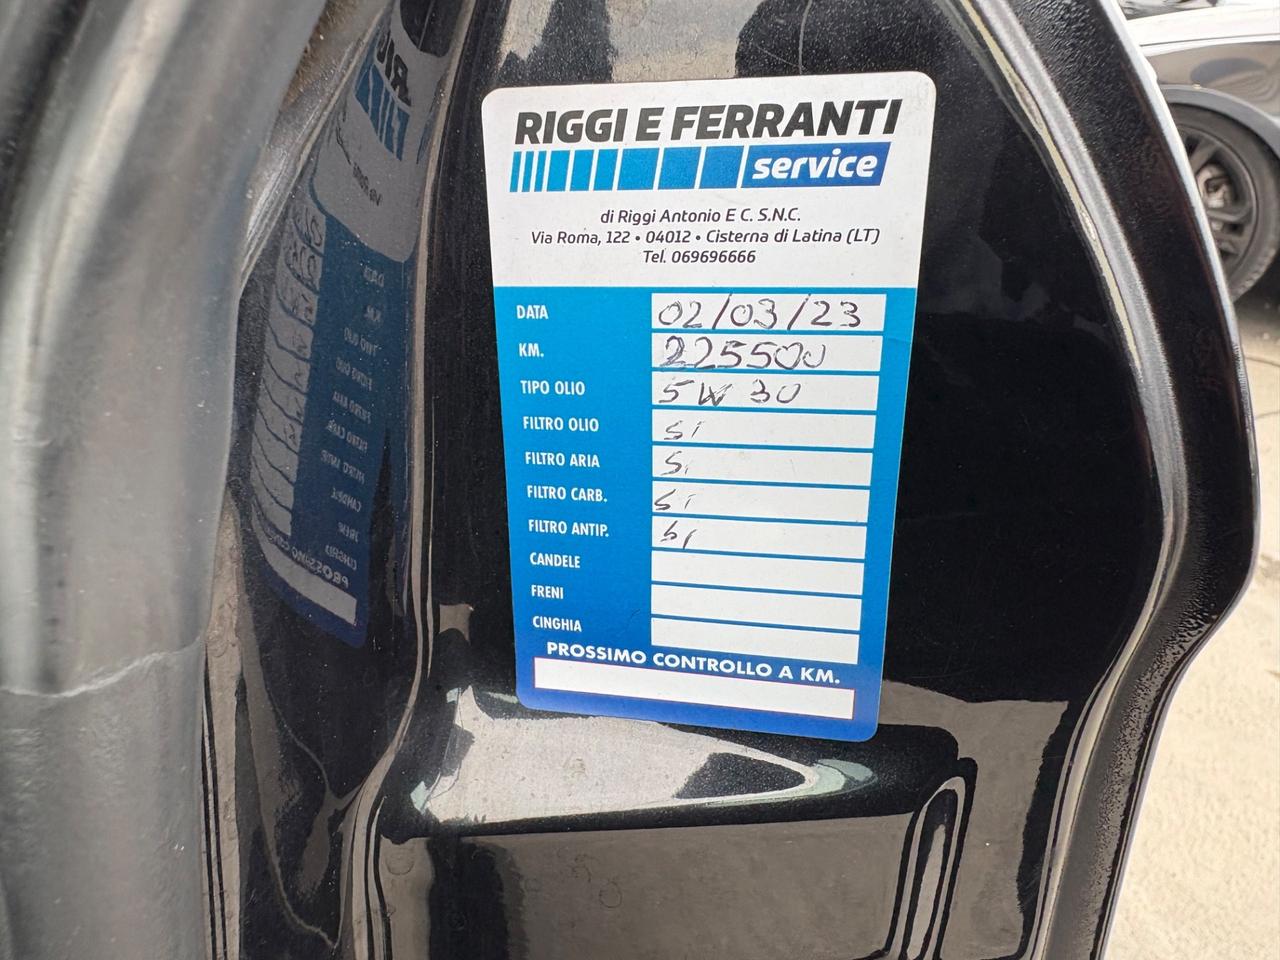 RIGGI E FERRANTI
service
di Riggi Antonio E C. S.N.C.
Via Roma, 122 • 04012 • Cisterna di Latina (LT)
Tel. 069696666
DATA 02/03/23
KM. 225500
TIPO OLIO 5W30
FILTRO OLIO Si
FILTRO ARIA Si
FILTRO CARB. Si
FILTRO ANTIP. Si
CANDELE
FRENI
CINGHIA
PROSSIMO CONTROLLO A KM.